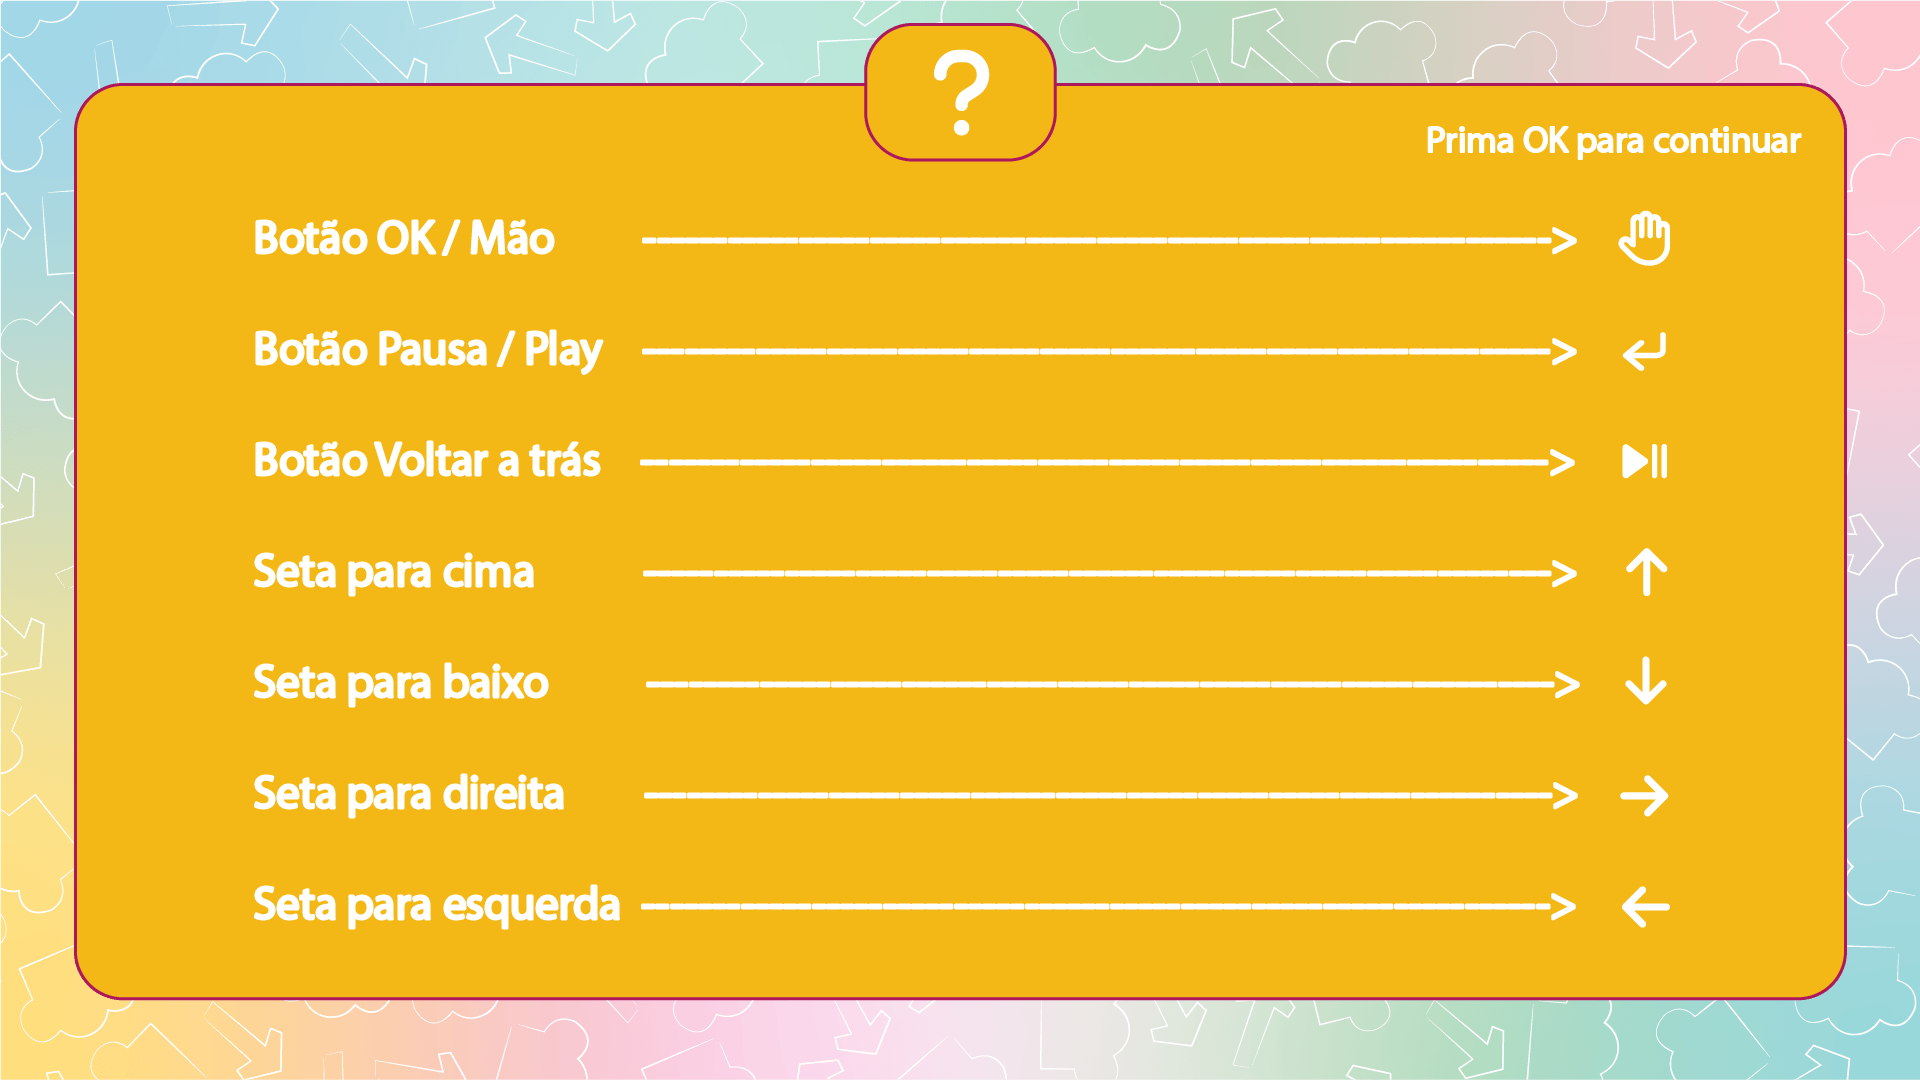 ?
Prima OK para continuar
Botão OK / Mão
Botão Pausa / Play
Botão Voltar a trás
Seta para cima
Seta para baixo
Seta para direita
Seta para esquerda